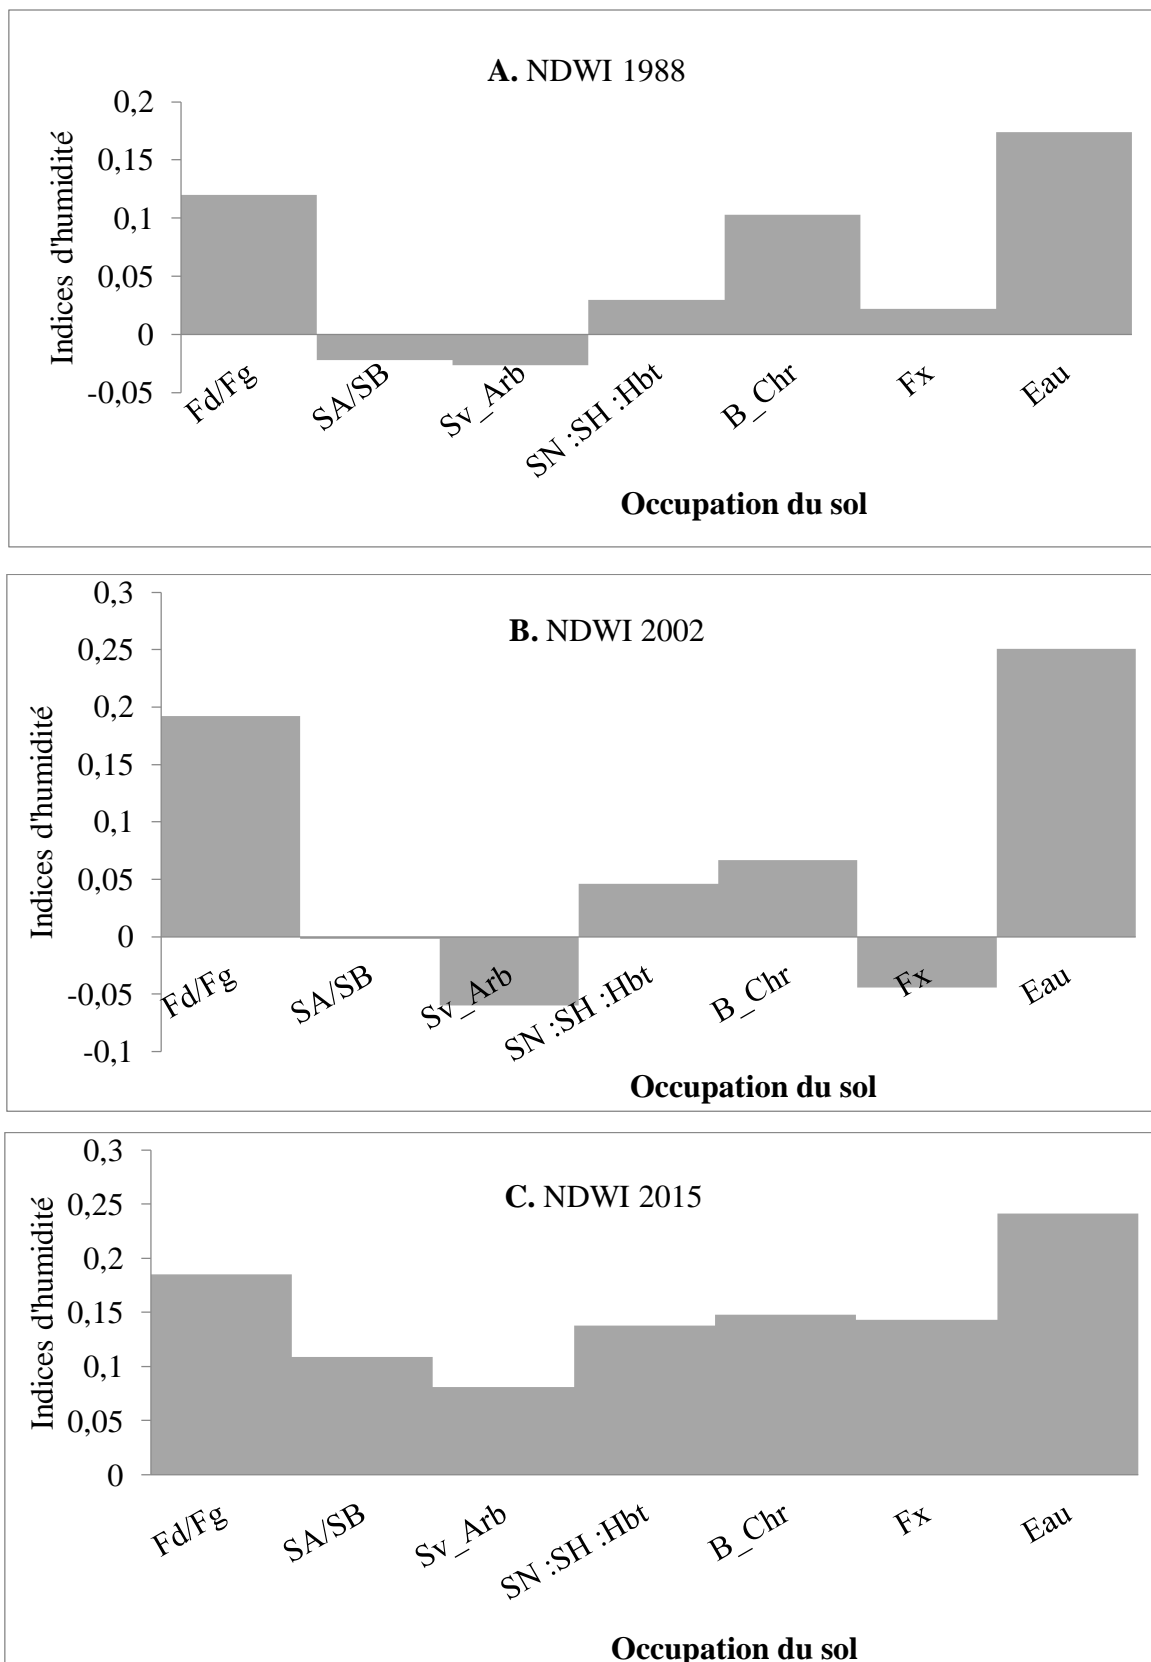 A. NDWI 1988
Indices d'humidité
0,2
0,15
0,1
0,05
0
-0,05
Fd/Fg
SA/SB
Sv_Arb
SN :SH :Hbt
B_Chr
Fx
Eau
Occupation du sol
B. NDWI 2002
Indices d'humidité
0,3
0,25
0,2
0,15
0,1
0,05
0
-0,05
-0,1
Fd/Fg
SA/SB
Sv_Arb
SN :SH :Hbt
B_Chr
Fx
Eau
Occupation du sol
C. NDWI 2015
Indices d'humidité
0,3
0,25
0,2
0,15
0,1
0,05
0
Fd/Fg
SA/SB
Sv_Arb
SN :SH :Hbt
B_Chr
Fx
Eau
Occupation du sol